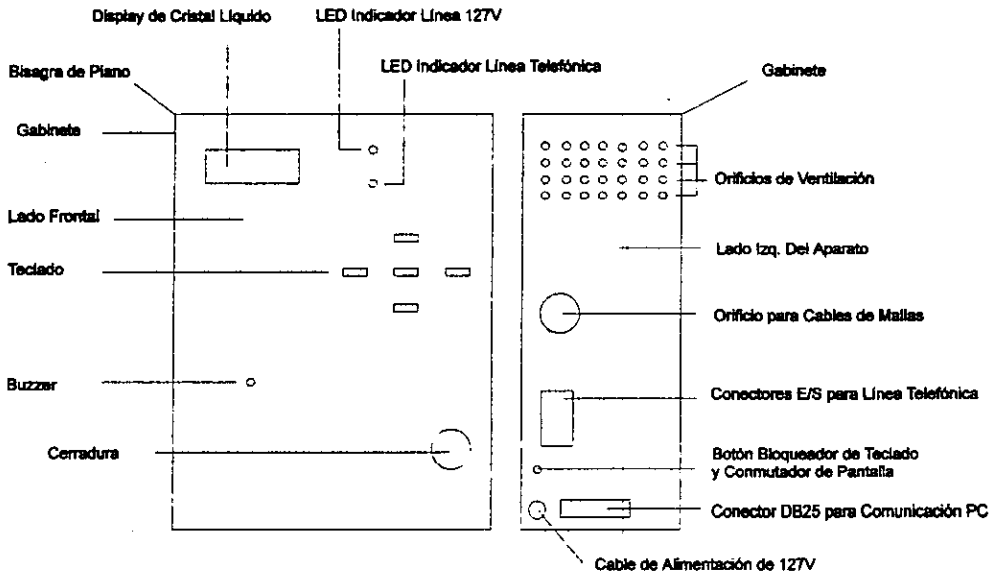 Display de Cristal Líquido
LED Indicador Línea 127V
LED Indicador Línea Telefónica
Bisagra de Piano
Gabinete
Gabinete
Lado Frontal
Teclado
Buzzer
Cerradura
Orificios de Ventilación
Lado Izq. Del Aparato
Orificio para Cables de Mallas
Conectores E/S para Línea Telefónica
Botón Bloqueador de Teclado
y Conmutador de Pantalla
Conector DB25 para Comunicación PC
Cable de Alimentación de 127V